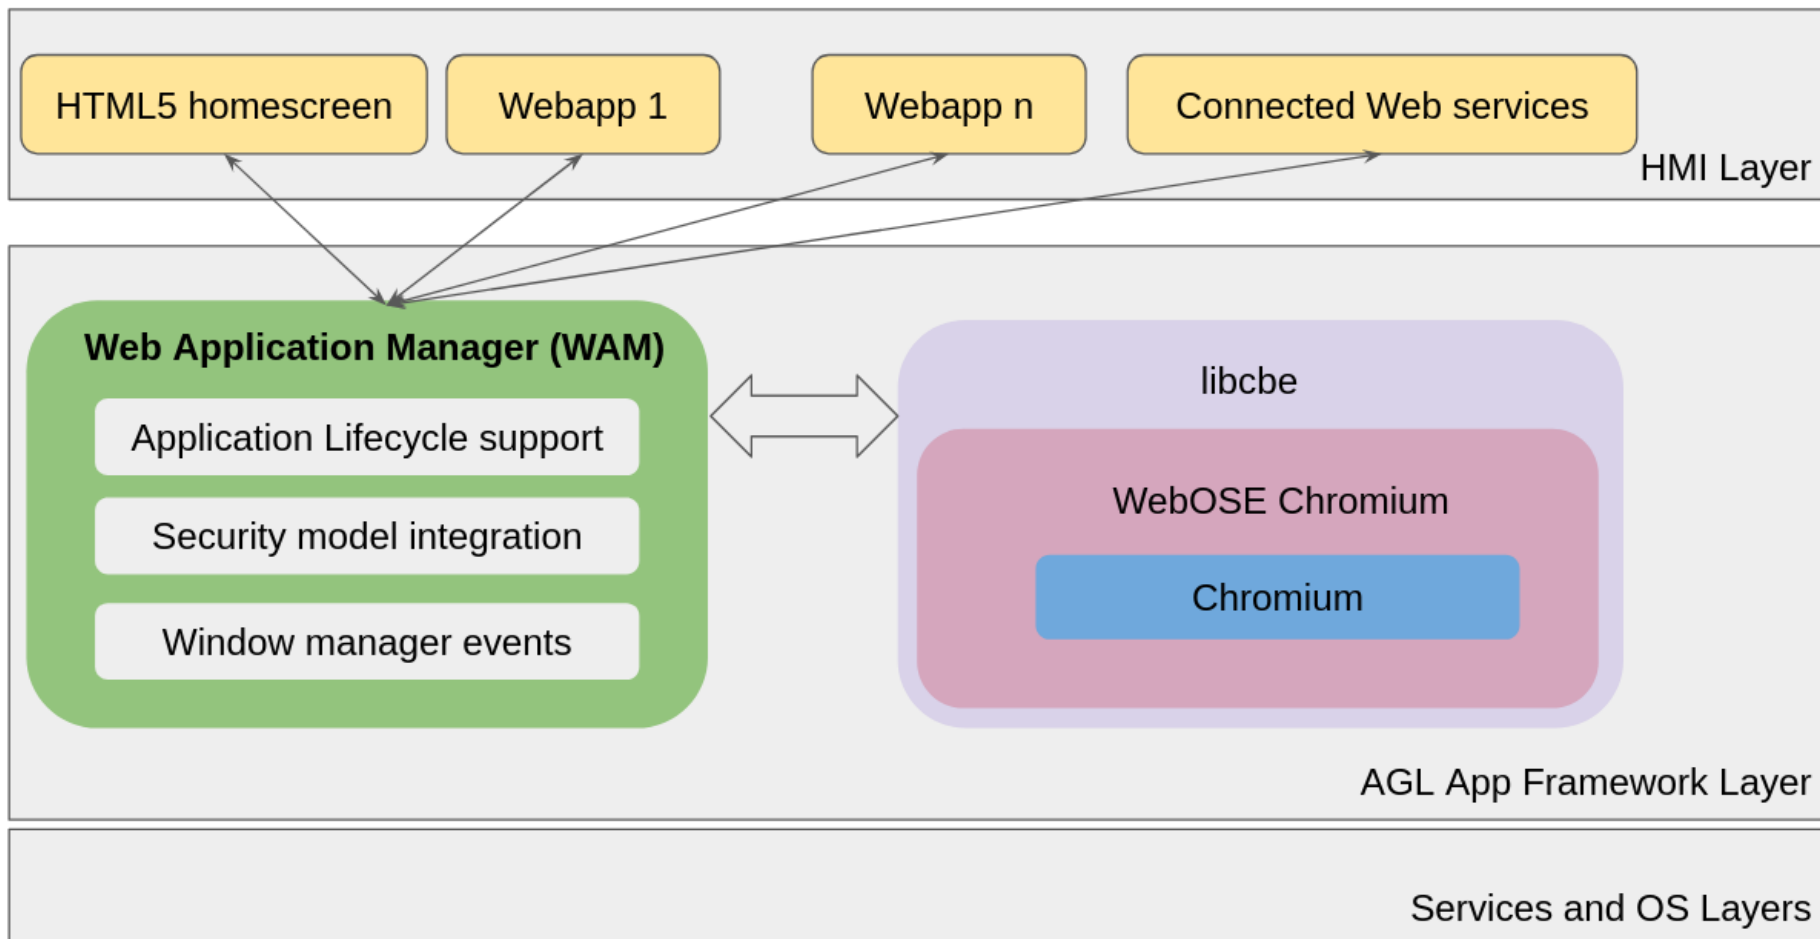 HTML5 homescreen
Webapp 1
Webapp n
Connected Web services
HMI Layer
Web Application Manager (WAM)
Application Lifecycle support
Security model integration
Window manager events
libcbe
WebOSE Chromium
Chromium
AGL App Framework Layer
Services and OS Layers